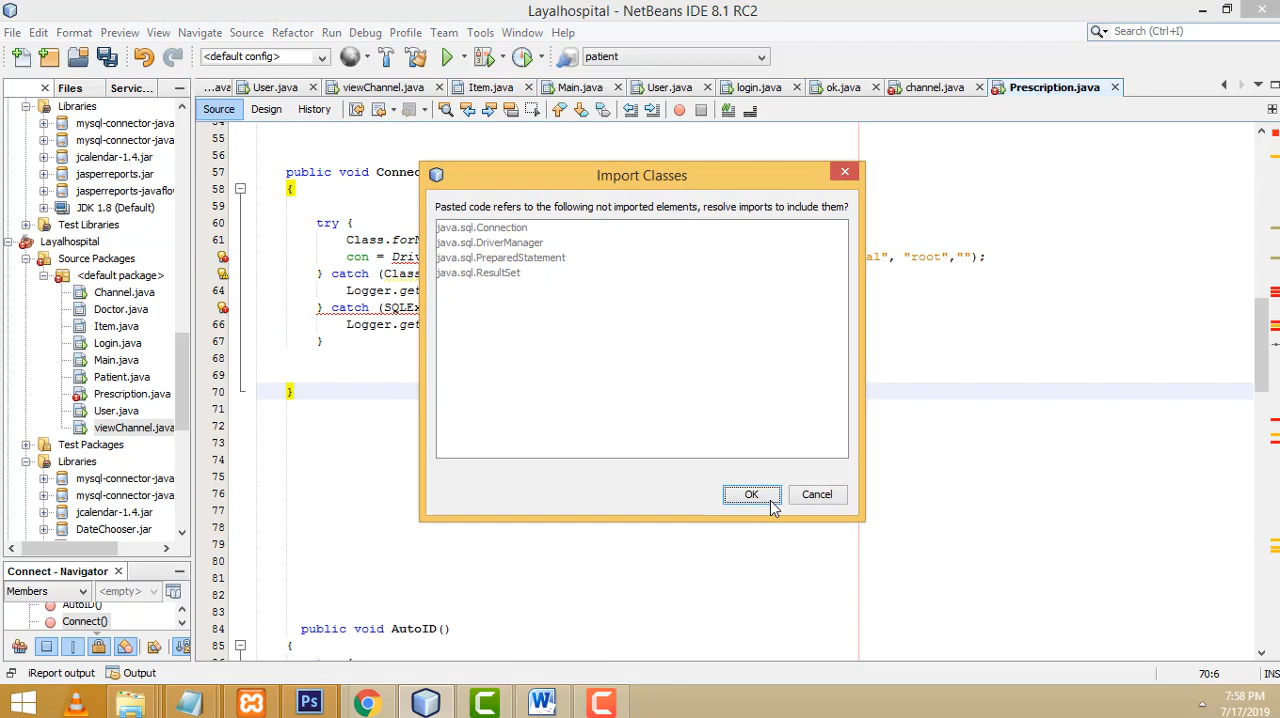 Layalhospital - NetBeans IDE 8.1 RC2
File Edit Format Preview View Navigate Source Refactor Run Debug Profile Team Tools Window Help
Search (Ctrl+I)
<default config>
patient
Files Servic...
...ava User.java viewChannel.java Item.java Main.java User.java login.java ok.java channel.java Prescription.java
Source Design History
Libraries
mysql-connector-java
mysql-connector-java
jcalendar-1.4.jar
jasperreports.jar
jasperreports-javaflow
JDK 1.8 (Default)
Test Libraries
Layalhospital
Source Packages
<default package>
Channel.java
Doctor.java
Item.java
Login.java
Main.java
Patient.java
Prescription.java
User.java
viewChannel.java
Test Packages
Libraries
mysql-connector-java
mysql-connector-java
jcalendar-1.4.jar
DateChooser.jar
Connect - Navigator
Members <empty>
AutoID()
Connect()
54
55
56
57 public void Connec
58 {
59
60 try {
61 Class.forN
con = Driv al", "root","");
} catch (Class
64 Logger.get
} catch (SQLEx
66 Logger.get
67 }
68
69
70 }
71
72
73
74
75
76
77
78
79
80
81
82
83
84 public void AutoID()
85 {
Import Classes
Pasted code refers to the following not imported elements, resolve imports to include them?
java.sql.Connection
java.sql.DriverManager
java.sql.PreparedStatement
java.sql.ResultSet
OK Cancel
iReport output Output
70:6 INS
Ps
7:58 PM
7/17/2019